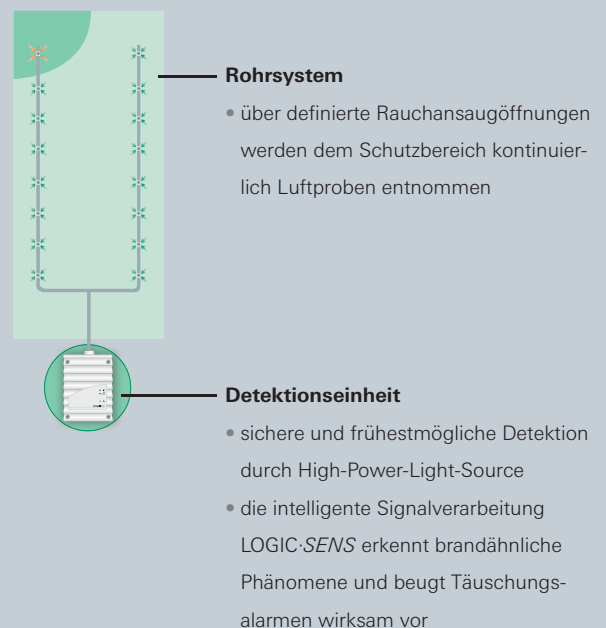 Rohrsystem
• über definierte Rauchansaugöffnungen
werden dem Schutzbereich kontinuier-
lich Luftproben entnommen
Detektionseinheit
• sichere und frühestmögliche Detektion
durch High-Power-Light-Source
• die intelligente Signalverarbeitung
LOGIC·SENS erkennt brandähnliche
Phänomene und beugt Täuschungs-
alarmen wirksam vor